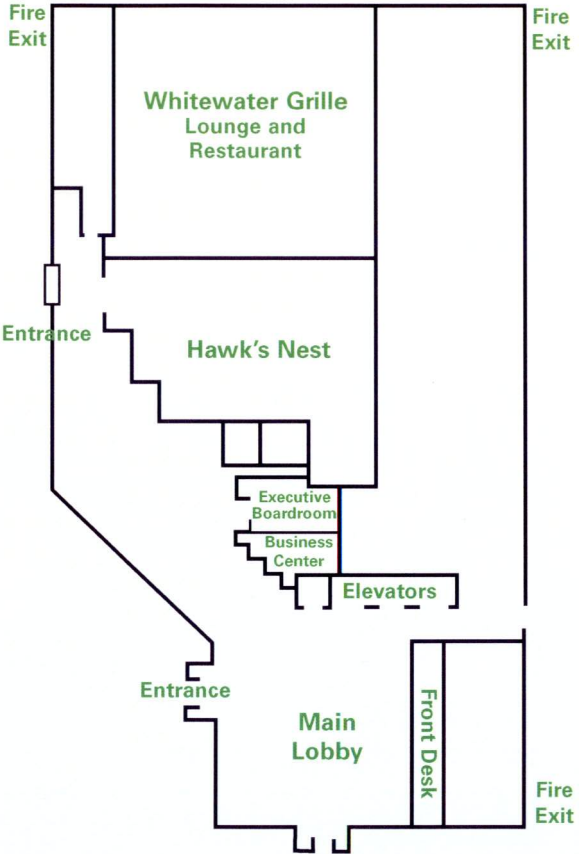 Fire
Exit
Fire
Exit
Whitewater Grille
Lounge and
Restaurant
Entrance
Hawk's Nest
Executive
Boardroom
Business
Center
Elevators
Entrance
Main
Lobby
Front Desk
Fire
Exit